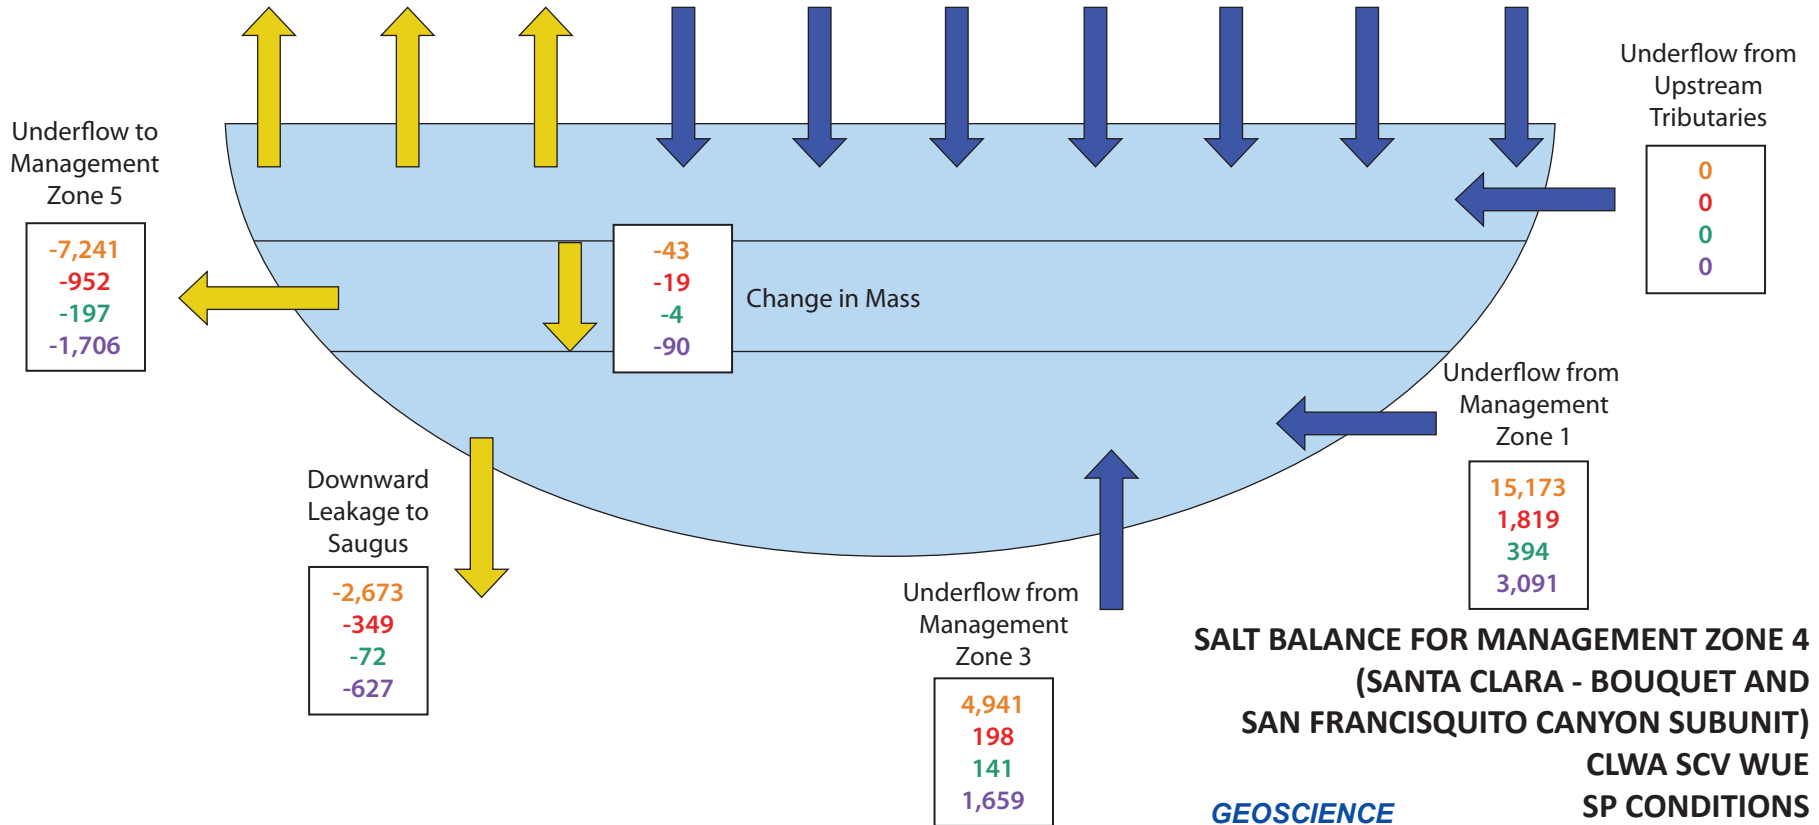 Underflow from
Upstream
Tributaries
0
0
0
0
Underflow to
Management
Zone 5
-7,241
-952
-197
-1,706
-43
-19
-4
-90
Change in Mass
Underflow from
Management
Zone 1
15,173
1,819
394
3,091
Downward
Leakage to
Saugus
-2,673
-349
-72
-627
Underflow from
Management
Zone 3
4,941
198
141
1,659
SALT BALANCE FOR MANAGEMENT ZONE 4
(SANTA CLARA - BOUQUET AND
SAN FRANCISQUITO CANYON SUBUNIT)
CLWA SCV WUE
SP CONDITIONS
GEOSCIENCE